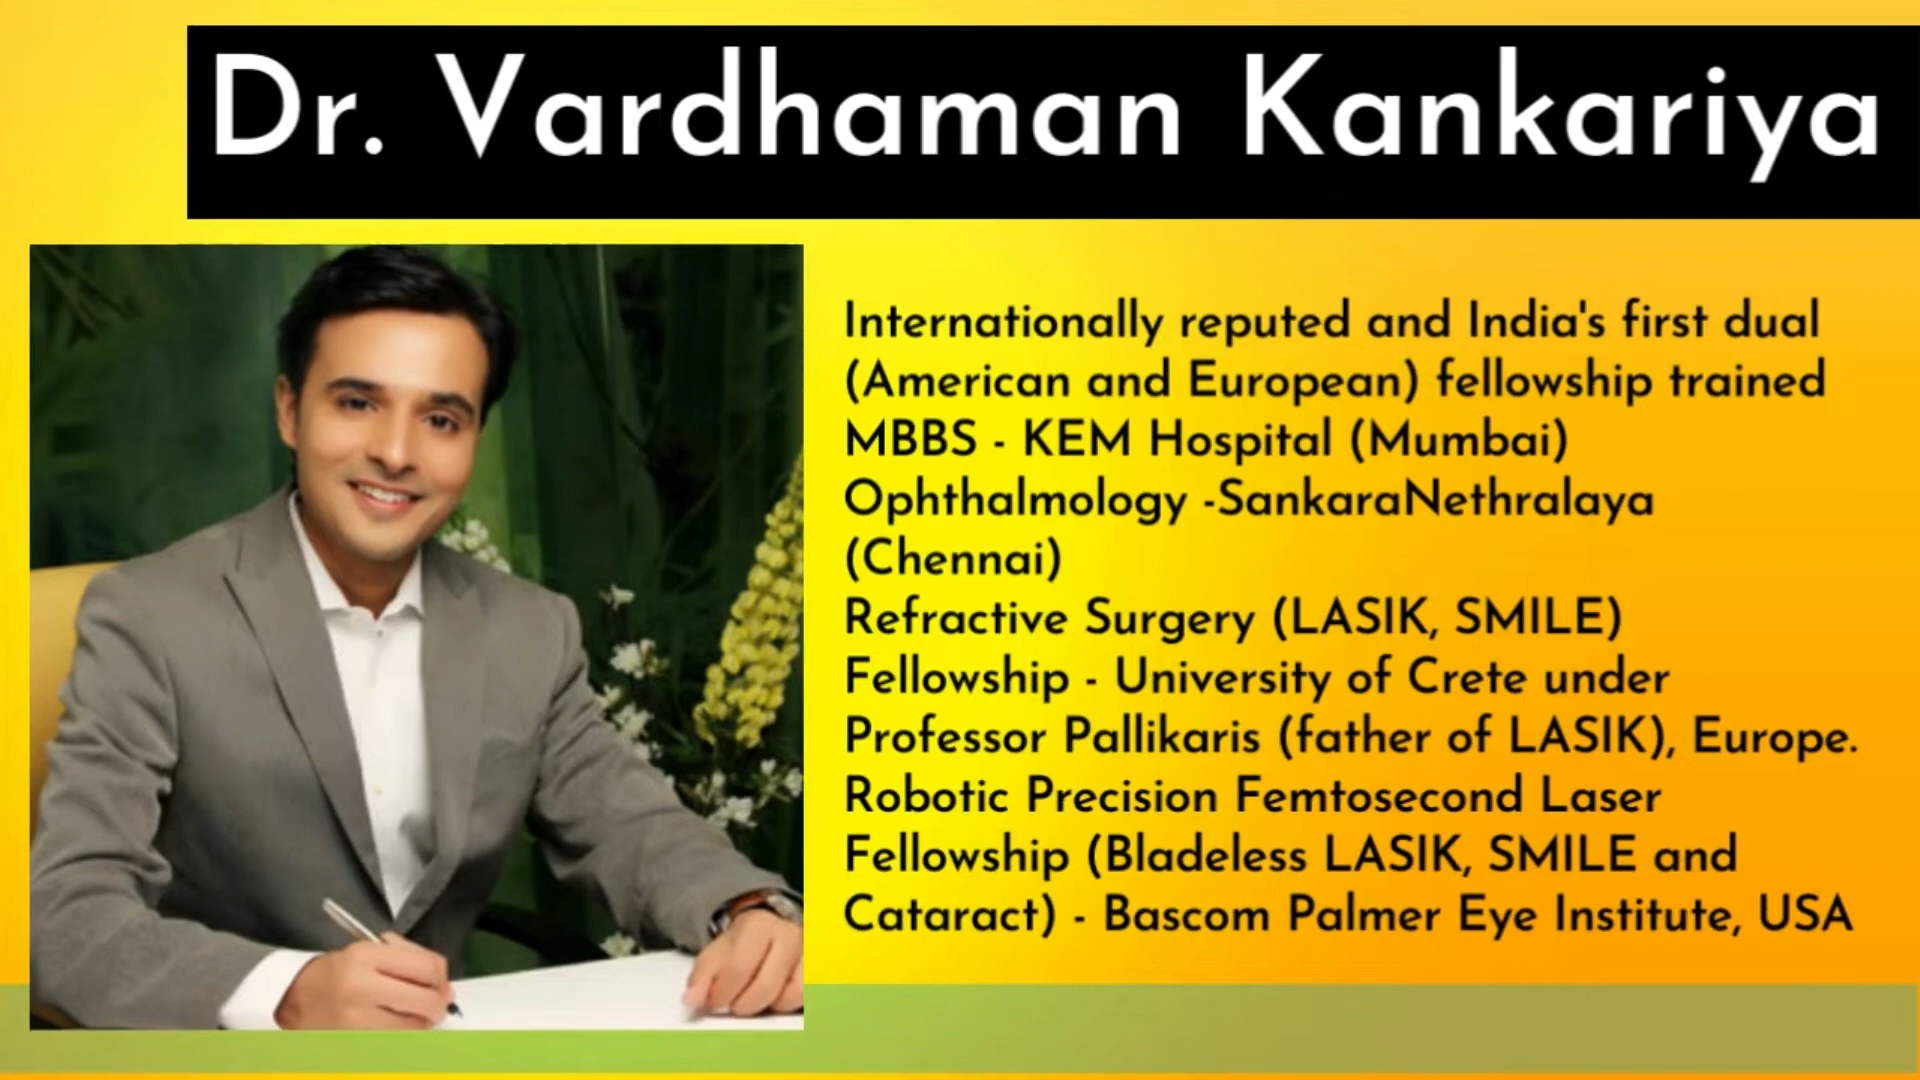 Dr. Vardhaman Kankariya
Internationally reputed and India's first dual
(American and European) fellowship trained
MBBS - KEM Hospital (Mumbai)
Ophthalmology -SankaraNethralaya
(Chennai)
Refractive Surgery (LASIK, SMILE)
Fellowship - University of Crete under
Professor Pallikaris (father of LASIK), Europe.
Robotic Precision Femtosecond Laser
Fellowship (Bladeless LASIK, SMILE and
Cataract) - Bascom Palmer Eye Institute, USA